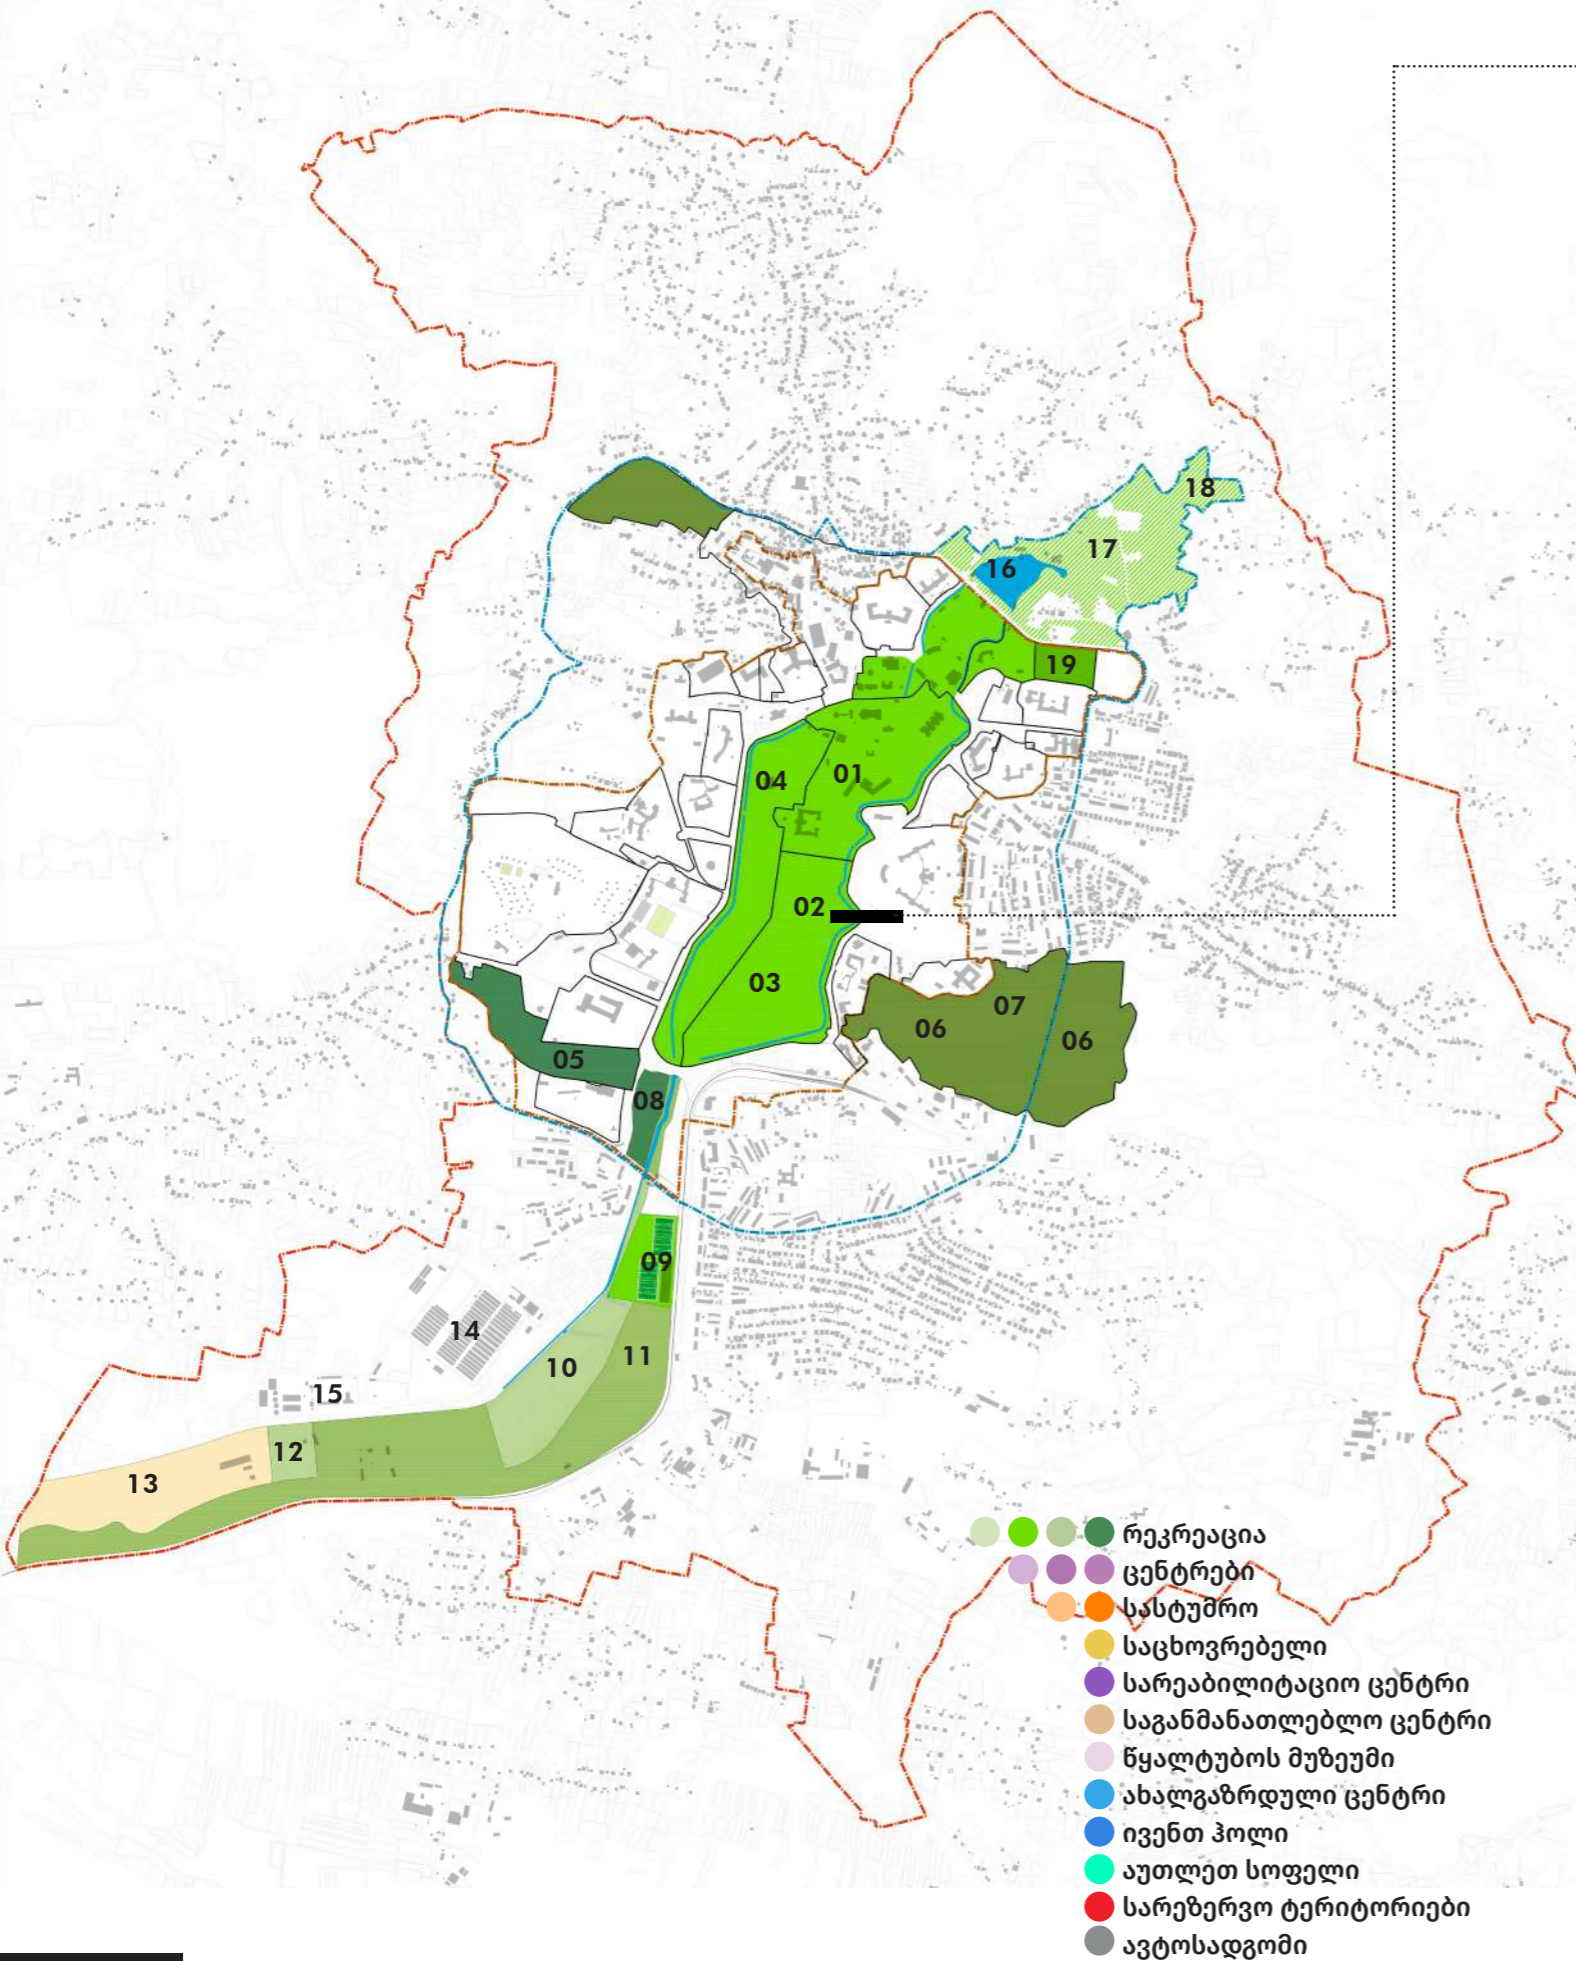 18
17
16
19
04
01
02
03
07
06
06
05
08
09
14
11
10
15
12
13
რეკრეაცია
ცენტრები
სასტუმრო
საცხოვრებელი
სარეაბილიტაციო ცენტრი
საგანმანათლებლო ცენტრი
წყალტუბოს მუზეუმი
ახალგაზრდული ცენტრი
ივენთ ჰოლი
აუთლეთ სოფელი
სარეზერვო ტერიტორიები
ავტოსადგომი